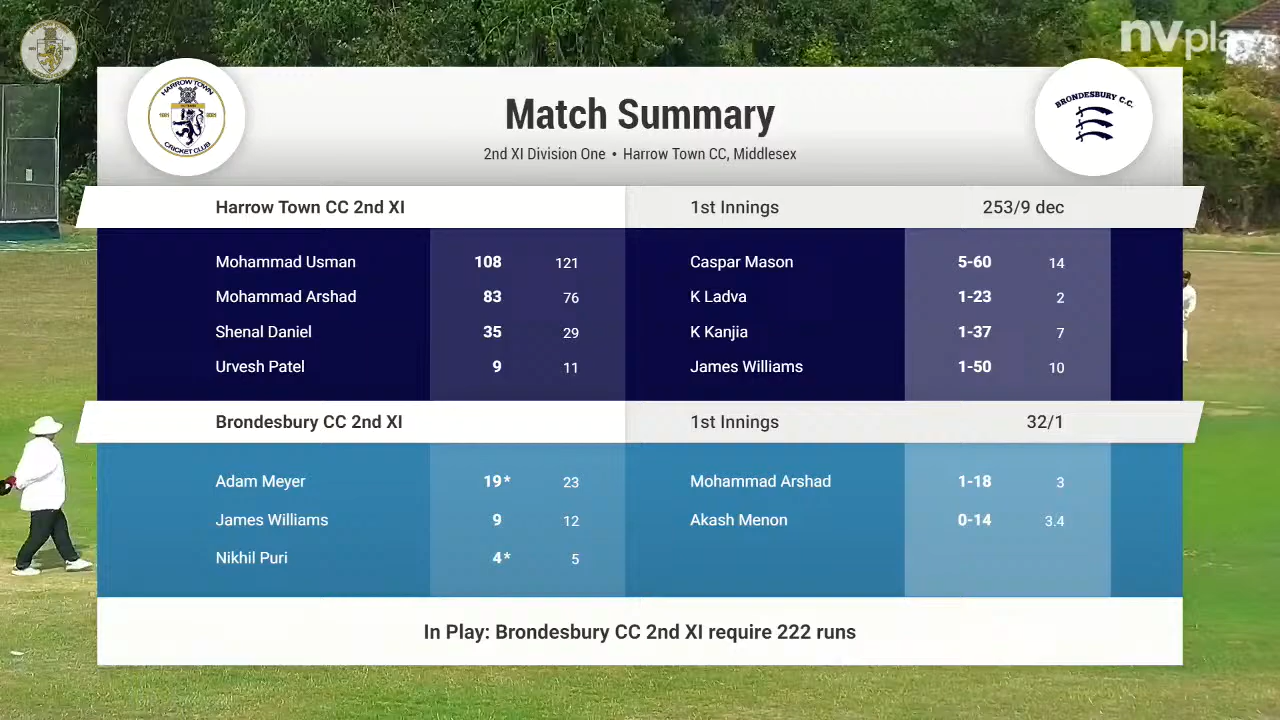 nvplay
HARROW TOWN
CRICKET CLUB
BRONDESBURY C.C.
Match Summary
2nd XI Division One • Harrow Town CC, Middlesex
Harrow Town CC 2nd XI 1st Innings 253/9 dec
Mohammad Usman 108 121 Caspar Mason 5-60 14
Mohammad Arshad 83 76 K Ladva 1-23 2
Shenal Daniel 35 29 K Kanjia 1-37 7
Urvesh Patel 9 11 James Williams 1-50 10
Brondesbury CC 2nd XI 1st Innings 32/1
Adam Meyer 19* 23 Mohammad Arshad 1-18 3
James Williams 9 12 Akash Menon 0-14 3.4
Nikhil Puri 4* 5
In Play: Brondesbury CC 2nd XI require 222 runs